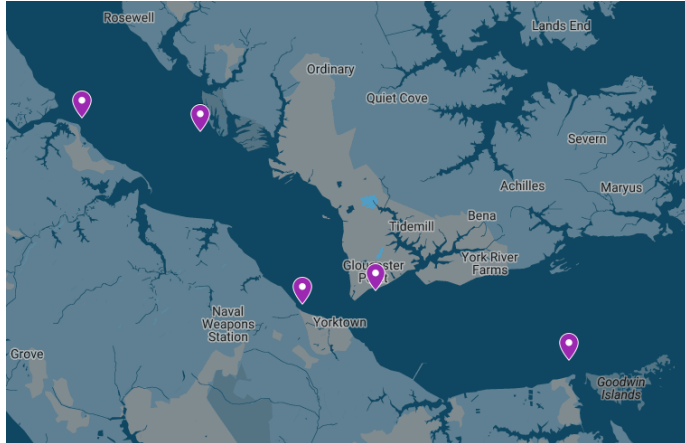 Rosewell
Lands End
Ordinary
Quiet Cove
Severn
Achilles
Maryus
Bena
Tidemill
York River
Farms
Gloucester
Point
Naval
Weapons
Station
Yorktown
Grove
Goodwin
Islands